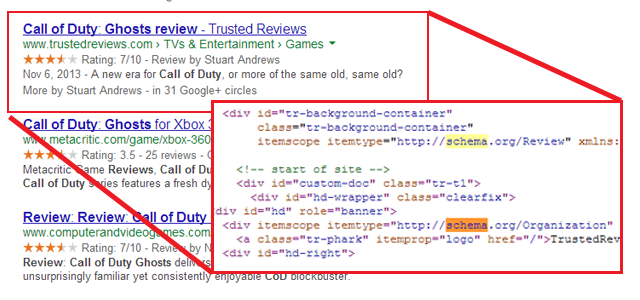 Call of Duty: Ghosts review - Trusted Reviews
www.trustedreviews.com › TVs & Entertainment › Games
Rating: 7/10 - Review by Stuart Andrews
Nov 6, 2013 - A new era for Call of Duty, or more of the same old, same old?
More by Stuart Andrews - in 31 Google+ circles
Call of Duty: Ghosts for Xbox 3
www.metacritic.com/game/xbox-360
Rating: 3.5 - 25 reviews -
Metacritic Game Reviews, Call of Du
Call of Duty series features a fresh dy
Review: Review: Call of Duty
www.computerandvideogames.com
Rating: 7/10 - Review by N
Review: Call of Duty Ghosts delivers
unsurprisingly familiar yet consistently enjoyable CoD blockbuster.
<div id="tr-background-container"
class="tr-background-container"
itemscope itemtype="http://schema.org/Review" xmlns:
<!-- start of site -->
<div id="custom-doc" class="tr-t1">
<div id="hd-wrapper" class="clearfix">
div id="hd" role="banner">
<div itemscope itemtype="http://schema.org/Organization"
<a class="tr-phark" itemprop="logo" href="/">TrustedRev
<div id="hd-right">